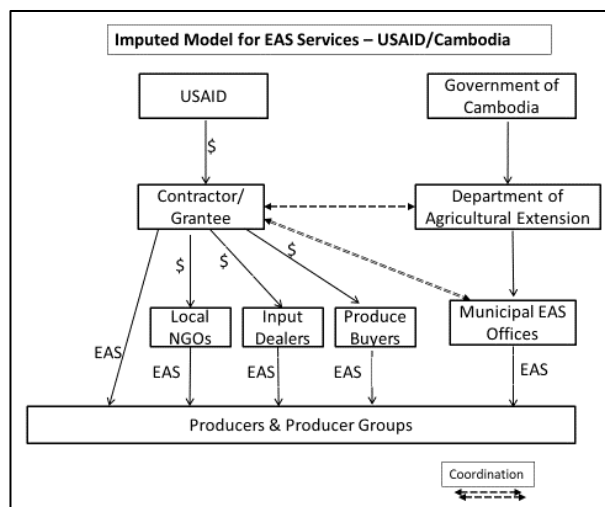 Imputed Model for EAS Services – USAID/Cambodia
USAID
Government of
Cambodia
$
Contractor/
Grantee
Department of
Agricultural Extension
$
$
$
Local
NGOs
Input
Dealers
Produce
Buyers
Municipal EAS
Offices
EAS
EAS
EAS
EAS
EAS
Producers & Producer Groups
Coordination